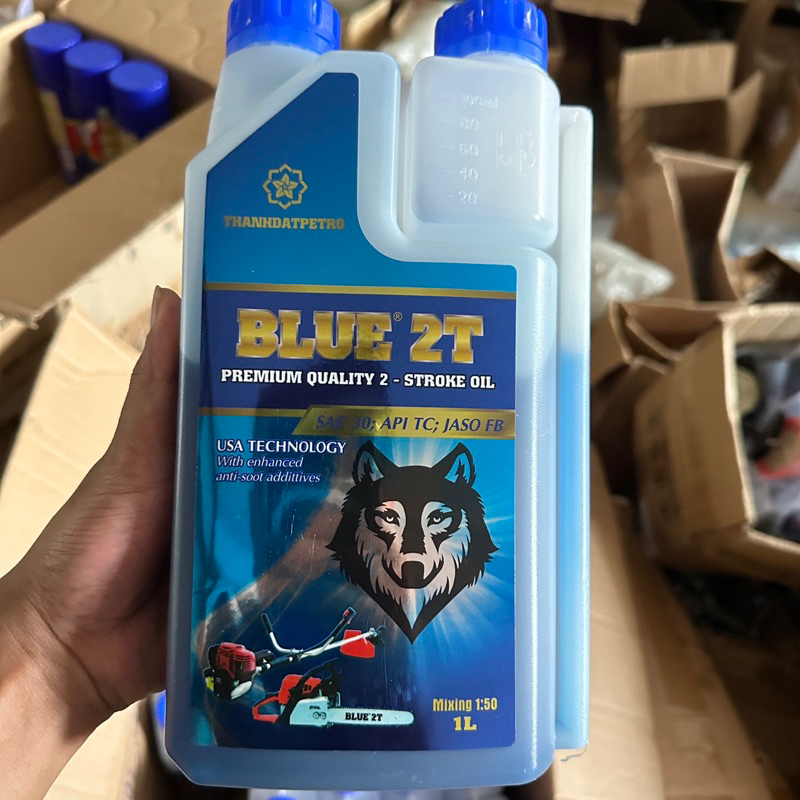 100ml
80
60
40
20
THANHDATPETRO
BLUE® 2T
PREMIUM QUALITY 2 - STROKE OIL
SAE 30; API TC; JASO FB
USA TECHNOLOGY
With enhanced
anti-soot addittives
BLUE 2T
Mixing 1:50
1L